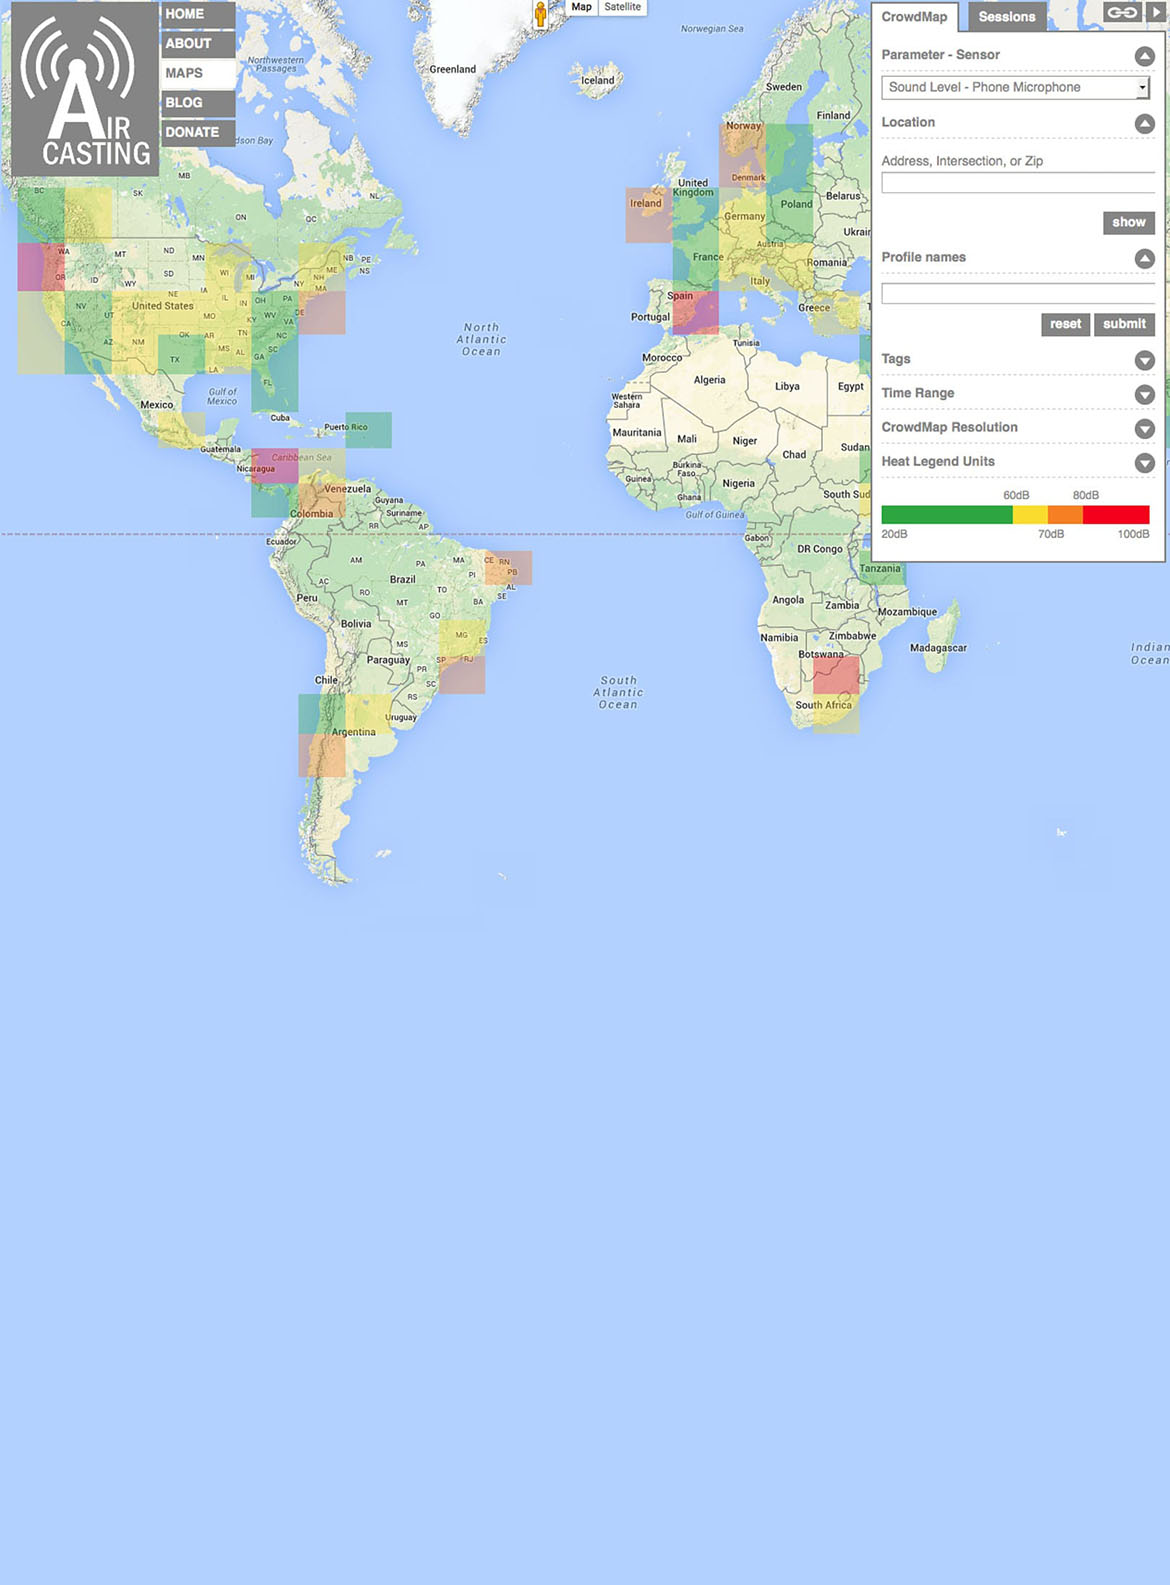 AIR
CASTING
HOME
ABOUT
MAPS
BLOG
DONATE
Map
Satellite
CrowdMap
Sessions
Parameter - Sensor
Sound Level - Phone Microphone
Location
Address, Intersection, or Zip
show
Profile names
reset
submit
Tags
Time Range
CrowdMap Resolution
Heat Legend Units
60dB
80dB
20dB
70dB
100dB
Norwegian Sea
Greenland
Iceland
Sweden
Finland
Norway
Northwestern
Passages
dson Bay
Denmark
United
Kingdom
Ireland
Poland
Belarus
Germany
Ukrain
Austria
France
Romania
Italy
Spain
Portugal
Greece
T
Tunisia
Morocco
Algeria
Libya
Egypt
Western
Sahara
Mauritania
Mali
Niger
Chad
Sudan
Burkina
Faso
Guinea
Nigeria
Ghana
South Sud
Gulf of Guinea
Gabon
DR Congo
Tanzania
Angola
Zambia
Mozambique
Namibia
Zimbabwe
Botswana
Madagascar
South Africa
Indian
Ocean
North
Atlantic
Ocean
South
Atlantic
Ocean
BC
MB
SK
ON
QC
NL
WA
MT
ND
MN
NB
PE
NS
OR
ID
WY
SD
WI
MI
ME
NH
NY
MA
IA
NE
NV
UT
United States
IL
IN
OH
PA
DE
MO
KY
WV
VA
CA
AZ
NM
OK
AR
TN
NC
SC
MS
AL
GA
TX
LA
FL
Gulf of
Mexico
Mexico
Cuba
Puerto Rico
Guatemala
Caribbean Sea
Nicaragua
Venezuela
Guyana
Suriname
Colombia
RR
AP
Ecuador
AM
PA
MA
CE
RN
PB
PI
AC
Brazil
TO
AL
SE
RO
Peru
MT
BA
Bolivia
GO
MG
ES
MS
Paraguay
SP
RJ
PR
Chile
SC
RS
Uruguay
Argentina